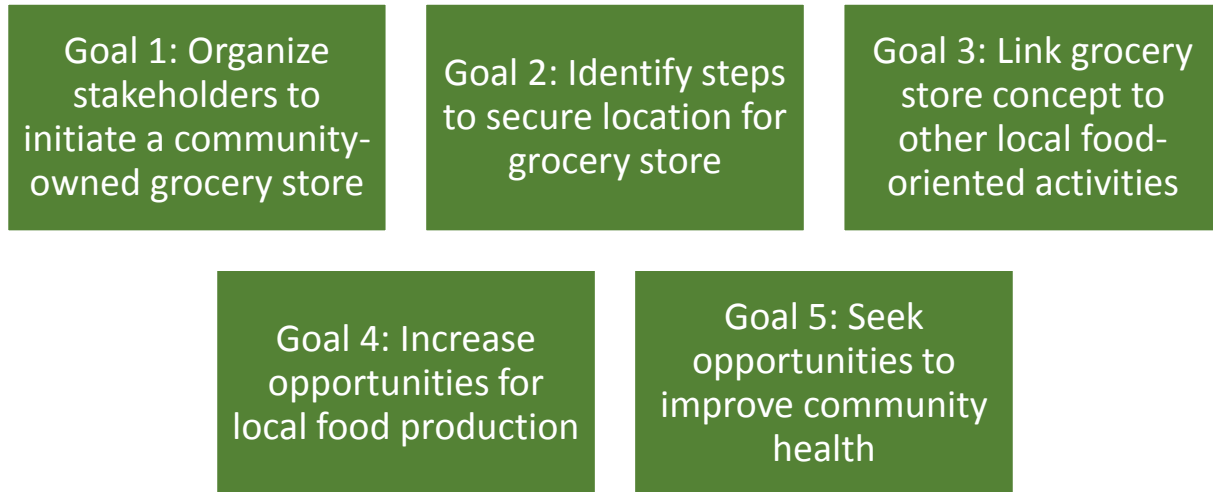 Goal 1: Organize
stakeholders to
initiate a community-
owned grocery store
Goal 2: Identify steps
to secure location for
grocery store
Goal 3: Link grocery
store concept to
other local food-
oriented activities
Goal 4: Increase
opportunities for
local food production
Goal 5: Seek
opportunities to
improve community
health